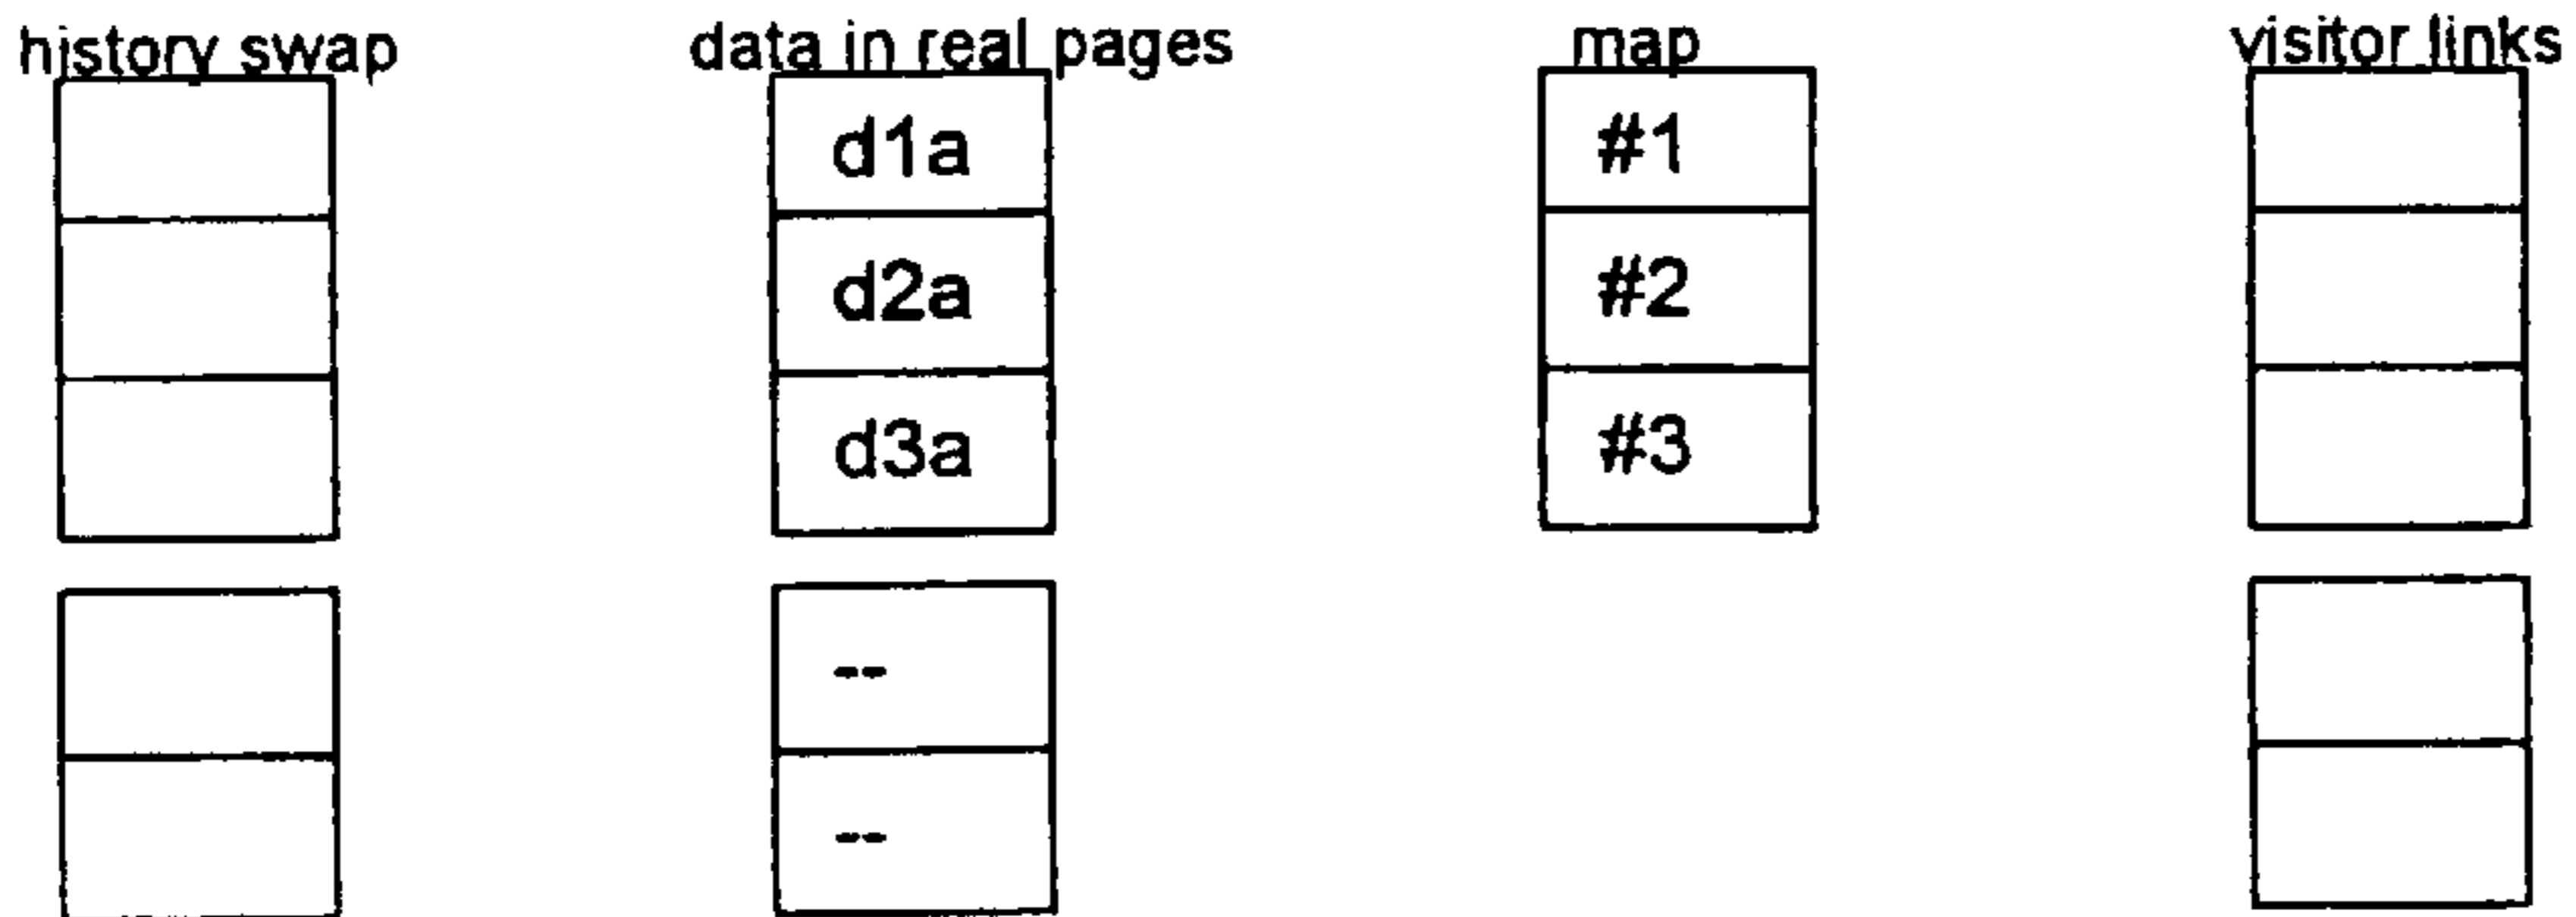 history swap data in real pages map visitor links
d1a #1
d2a #2
d3a #3
--
--